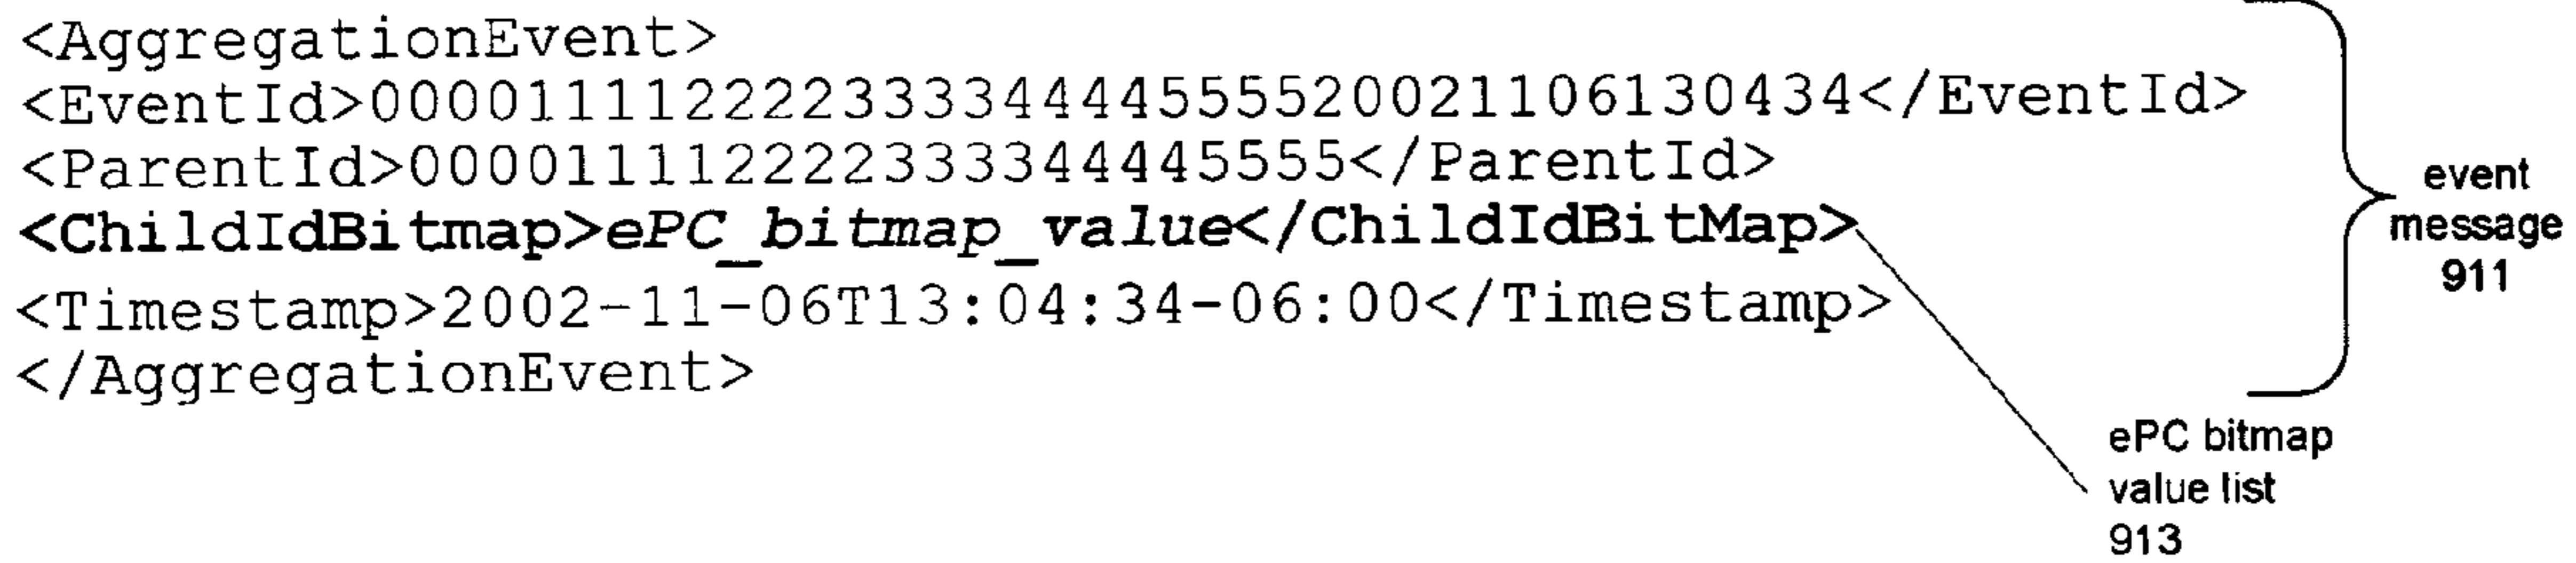 <AggregationEvent>
<EventId>00001111222233334444555520021106130434</EventId>
<ParentId>000011112222333344445555</ParentId>
<ChildIdBitmap>ePC_bitmap_value</ChildIdBitMap>
<Timestamp>2002-11-06T13:04:34-06:00</Timestamp>
</AggregationEvent>
event
message
911
ePC bitmap
value list
913